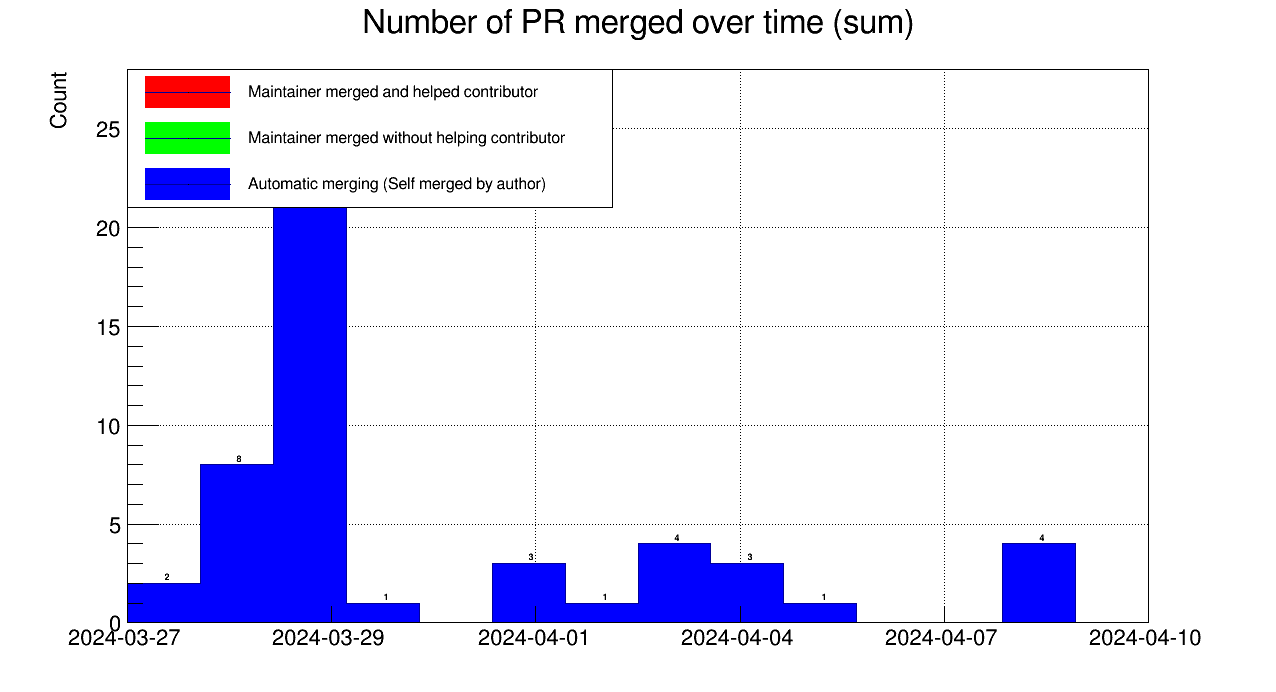 Number of PR merged over time (sum)
Count
Maintainer merged and helped contributor
Maintainer merged without helping contributor
Automatic merging (Self merged by author)
25
20
15
10
5
0
2
8
1
3
1
4
3
1
4
2024-03-27 2024-03-29 2024-04-01 2024-04-04 2024-04-07 2024-04-10